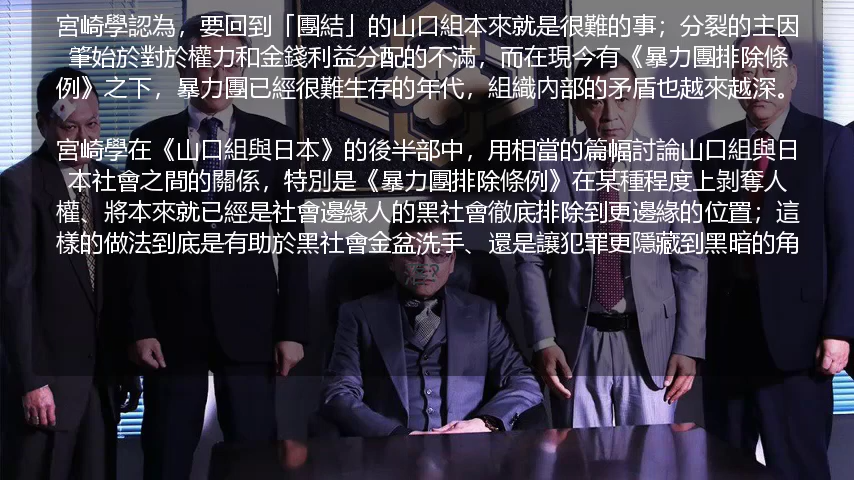 宮崎學認為，要回到「團結」的山口組本來就是很難的事；分裂的主因
筆始於對於權力和金錢利益分配的不滿，而在現今有《暴力團排除條
例》之下，暴力團已經很難生存的年代，組織內部的矛盾也越來越深。
宮崎學在《山口組與日本》的後半部中，用相當的篇幅討論山口組與日
本社會之間的關係，特別是《暴力團排除條例》在某種程度上剝奪人
權、將本來就已經是社會邊緣人的黑社會徹底排除到更邊緣的位置；這
樣的做法到底是有助於黑社會金盆洗手、還是讓犯罪更隱藏到黑暗的角
落？